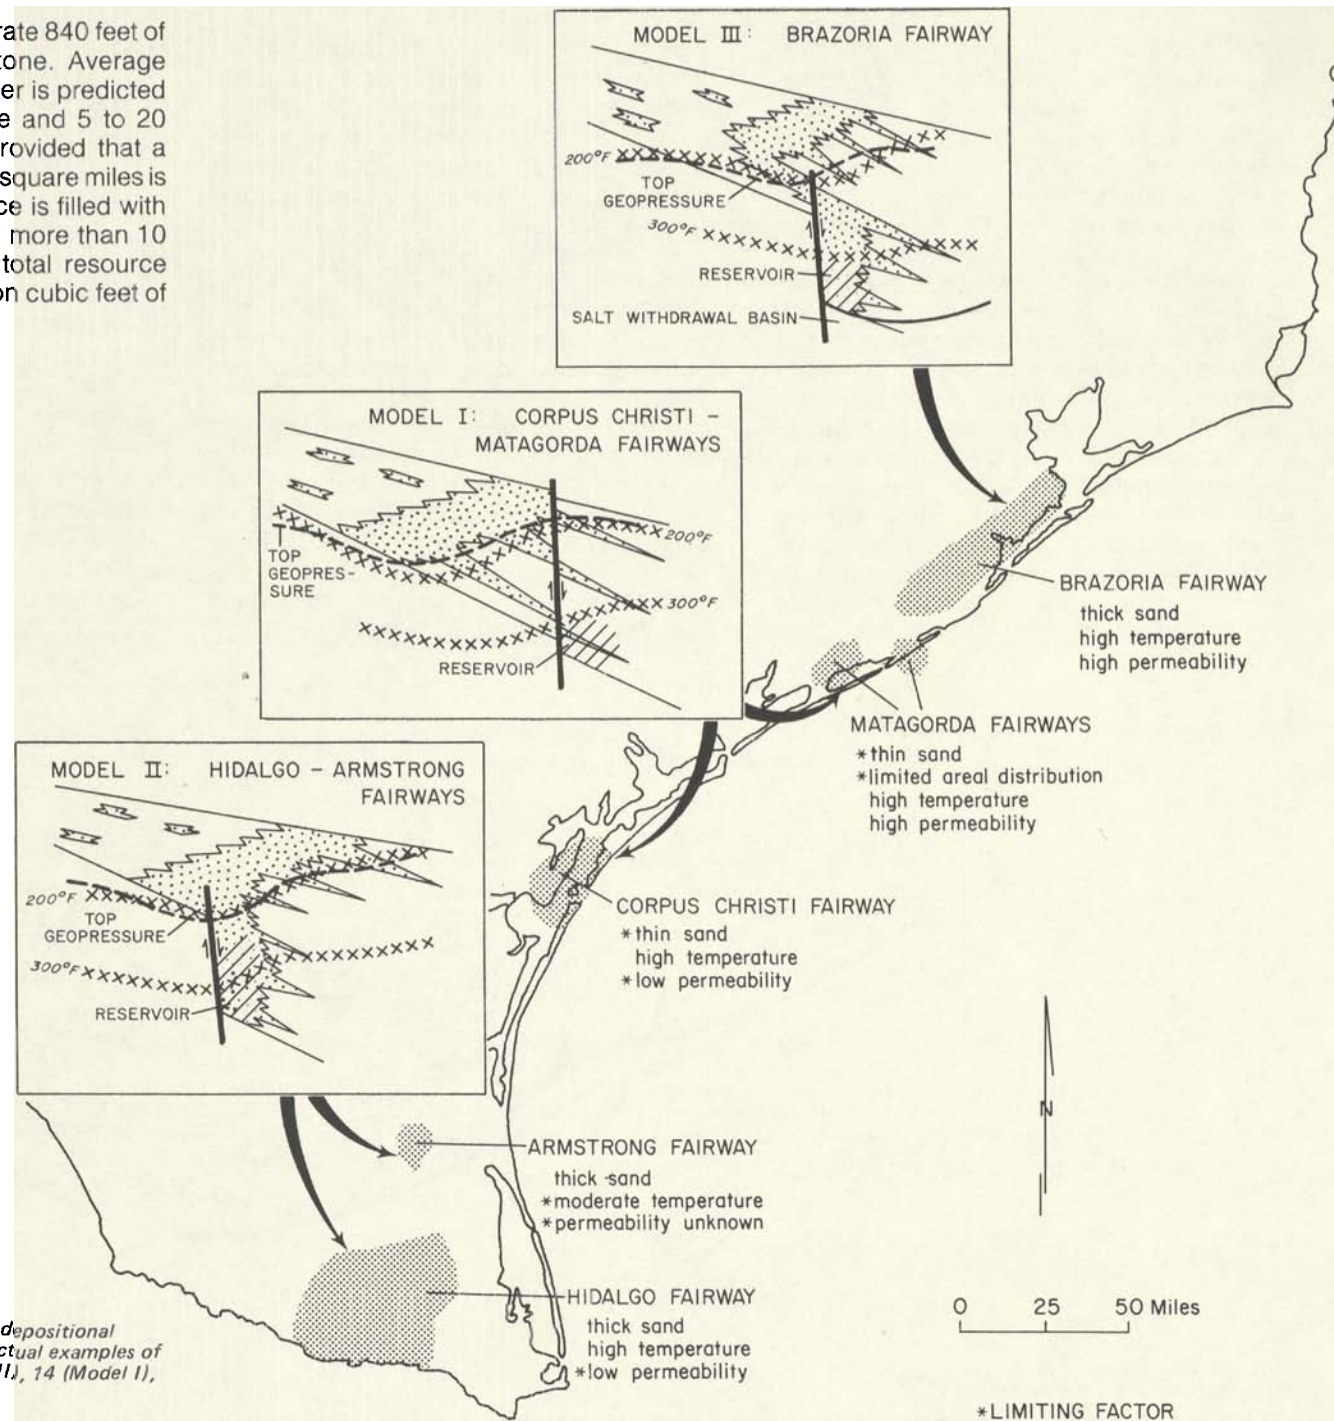 rate 840 feet of
tone. Average
er is predicted
e and 5 to 20
rovided that a
square miles is
ce is filled with
more than 10
total resource
on cubic feet of
MODEL III: BRAZORIA FAIRWAY
200°F
TOP
GEOPRESSURE
300°F
RESERVOIR
SALT WITHDRAWAL BASIN
MODEL I: CORPUS CHRISTI –
MATAGORDA FAIRWAYS
200°F
TOP
GEOPRES-
SURE
300°F
RESERVOIR
BRAZORIA FAIRWAY
thick sand
high temperature
high permeability
MATAGORDA FAIRWAYS
*thin sand
*limited areal distribution
high temperature
high permeability
MODEL II: HIDALGO – ARMSTRONG
FAIRWAYS
200°F
TOP
GEOPRESSURE
300°F
RESERVOIR
CORPUS CHRISTI FAIRWAY
*thin sand
high temperature
*low permeability
N
ARMSTRONG FAIRWAY
thick sand
*moderate temperature
*permeability unknown
HIDALGO FAIRWAY
thick sand
high temperature
*low permeability
0 25 50 Miles
depositional
ctual examples of
II), 14 (Model I),
*LIMITING FACTOR